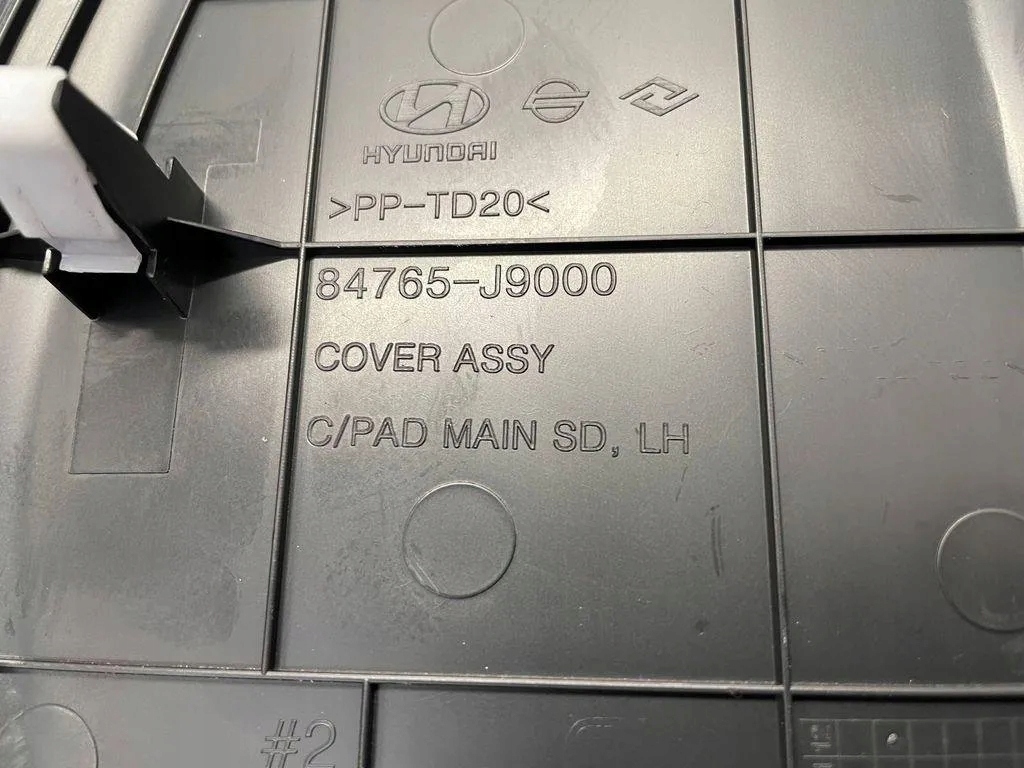 HYUNDAI
>PP-TD20<
84765-J9000
COVER ASSY
C/PAD MAIN SD, LH
#2